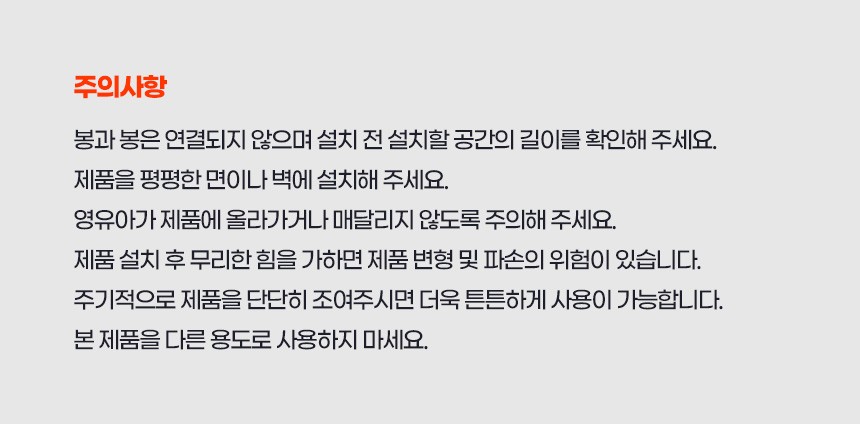 주의사항
봉과 봉은 연결되지 않으며 설치 전 설치할 공간의 길이를 확인해 주세요.
제품을 평평한 면이나 벽에 설치해 주세요.
영유아가 제품에 올라가거나 매달리지 않도록 주의해 주세요.
제품 설치 후 무리한 힘을 가하면 제품 변형 및 파손의 위험이 있습니다.
주기적으로 제품을 단단히 조여주시면 더욱 튼튼하게 사용이 가능합니다.
본 제품을 다른 용도로 사용하지 마세요.